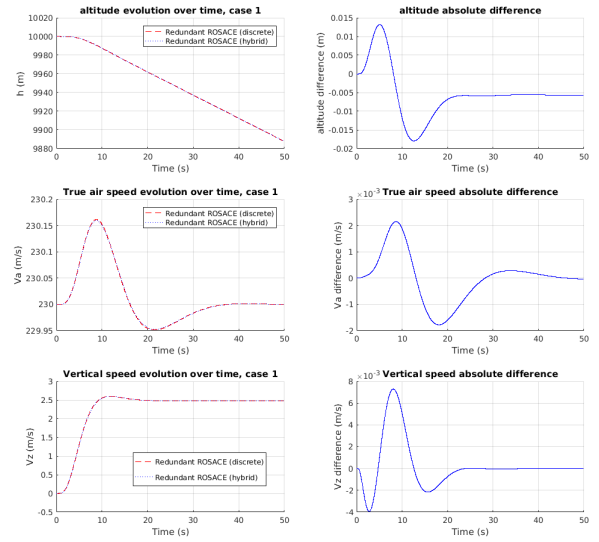 altitude evolution over time, case 1
10020
10000
9980
9960
9940
9920
9900
9880
h (m)
Redundant ROSACE (discrete)
Redundant ROSACE (hybrid)
0 10 20 30 40 50
Time (s)
altitude absolute difference
0.015
0.01
0.005
0
-0.005
-0.01
-0.015
-0.02
altitude difference (m)
0 10 20 30 40 50
Time (s)
True air speed evolution over time, case 1
230.2
230.15
230.1
230.05
230
229.95
Va (m/s)
Redundant ROSACE (discrete)
Redundant ROSACE (hybrid)
0 10 20 30 40 50
Time (s)
True air speed absolute difference
×10-3
3
2
1
0
-1
-2
Va difference (m/s)
0 10 20 30 40 50
Time (s)
Vertical speed evolution over time, case 1
3
2.5
2
1.5
1
0.5
0
-0.5
Vz (m/s)
Redundant ROSACE (discrete)
Redundant ROSACE (hybrid)
0 10 20 30 40 50
Time (s)
Vertical speed absolute difference
×10-3
8
6
4
2
0
-2
-4
Vz difference (m/s)
0 10 20 30 40 50
Time (s)